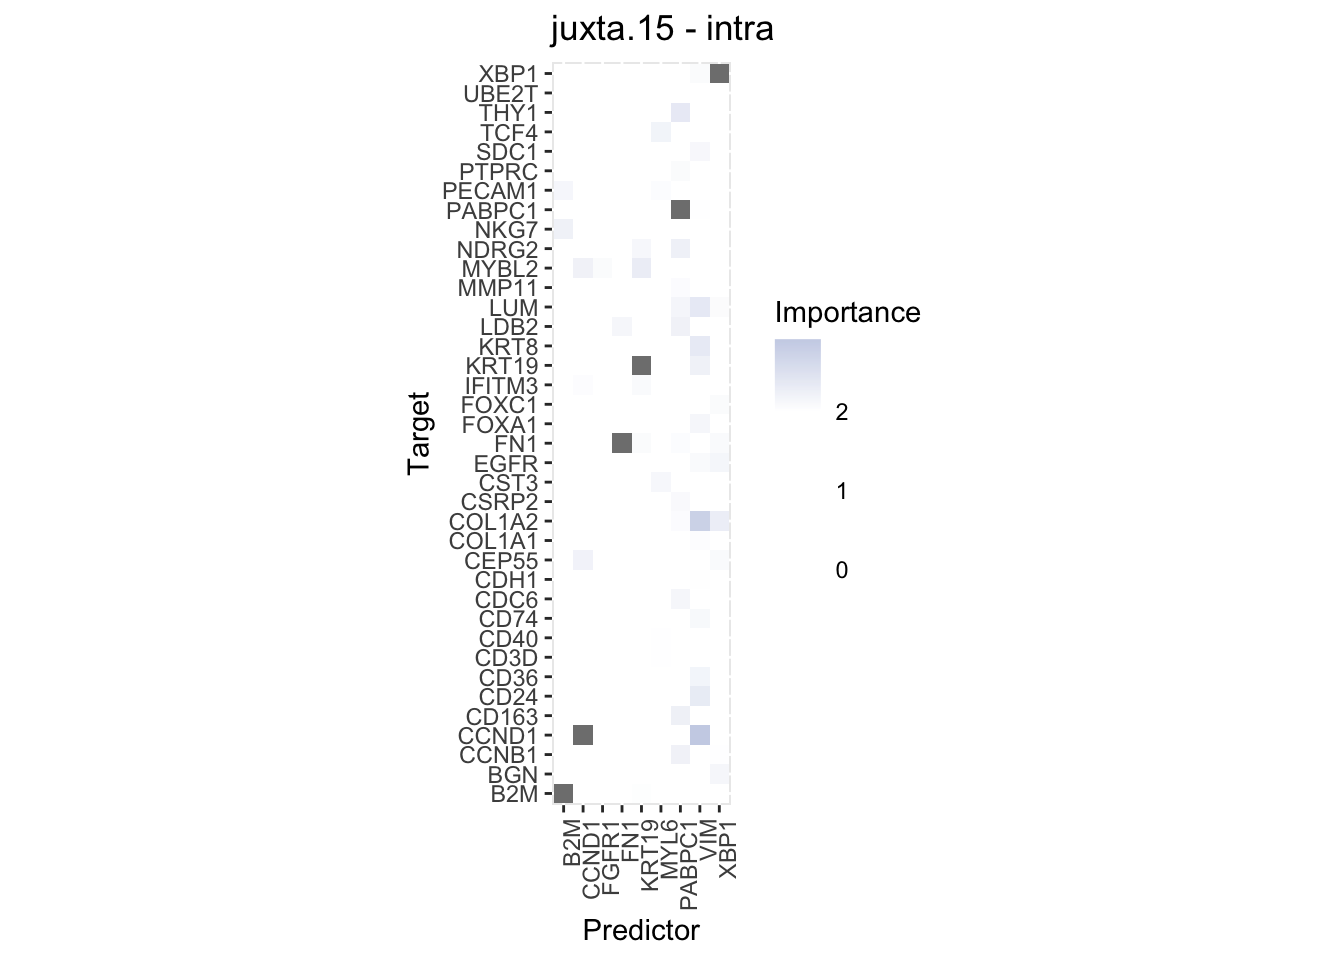 juxta.15 - intra
XBP1
UBE2T
THY1
TCF4
SDC1
PTPRC
PECAM1
PABPC1
NKG7
NDRG2
MYBL2
MMP11
LUM
LDB2
KRT8
KRT19
IFITM3
FOXC1
FOXA1
FN1
EGFR
CST3
CSRP2
COL1A2
COL1A1
CEP55
CDH1
CDC6
CD74
CD40
CD3D
CD36
CD24
CD163
CCND1
CCNB1
BGN
B2M
Target
B2M
CCND1
FGFR1
FN1
KRT19
MYL6
PABPC1
VIM
XBP1
Predictor
Importance
2
1
0